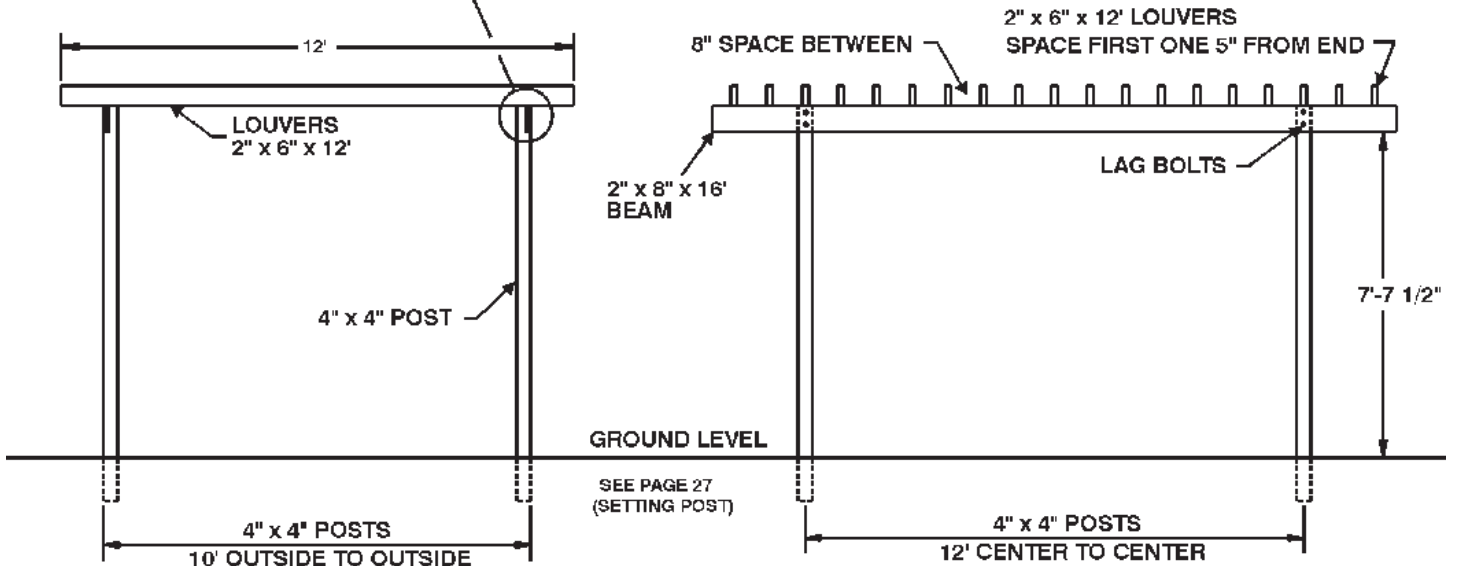 12'
LOUVERS
2" x 6" x 12'
4" x 4" POST
4" x 4" POSTS
10' OUTSIDE TO OUTSIDE
GROUND LEVEL
SEE PAGE 27
(SETTING POST)
8" SPACE BETWEEN
2" x 6" x 12' LOUVERS
SPACE FIRST ONE 5" FROM END
2" x 8" x 16'
BEAM
LAG BOLTS
7'-7 1/2"
4" x 4" POSTS
12' CENTER TO CENTER